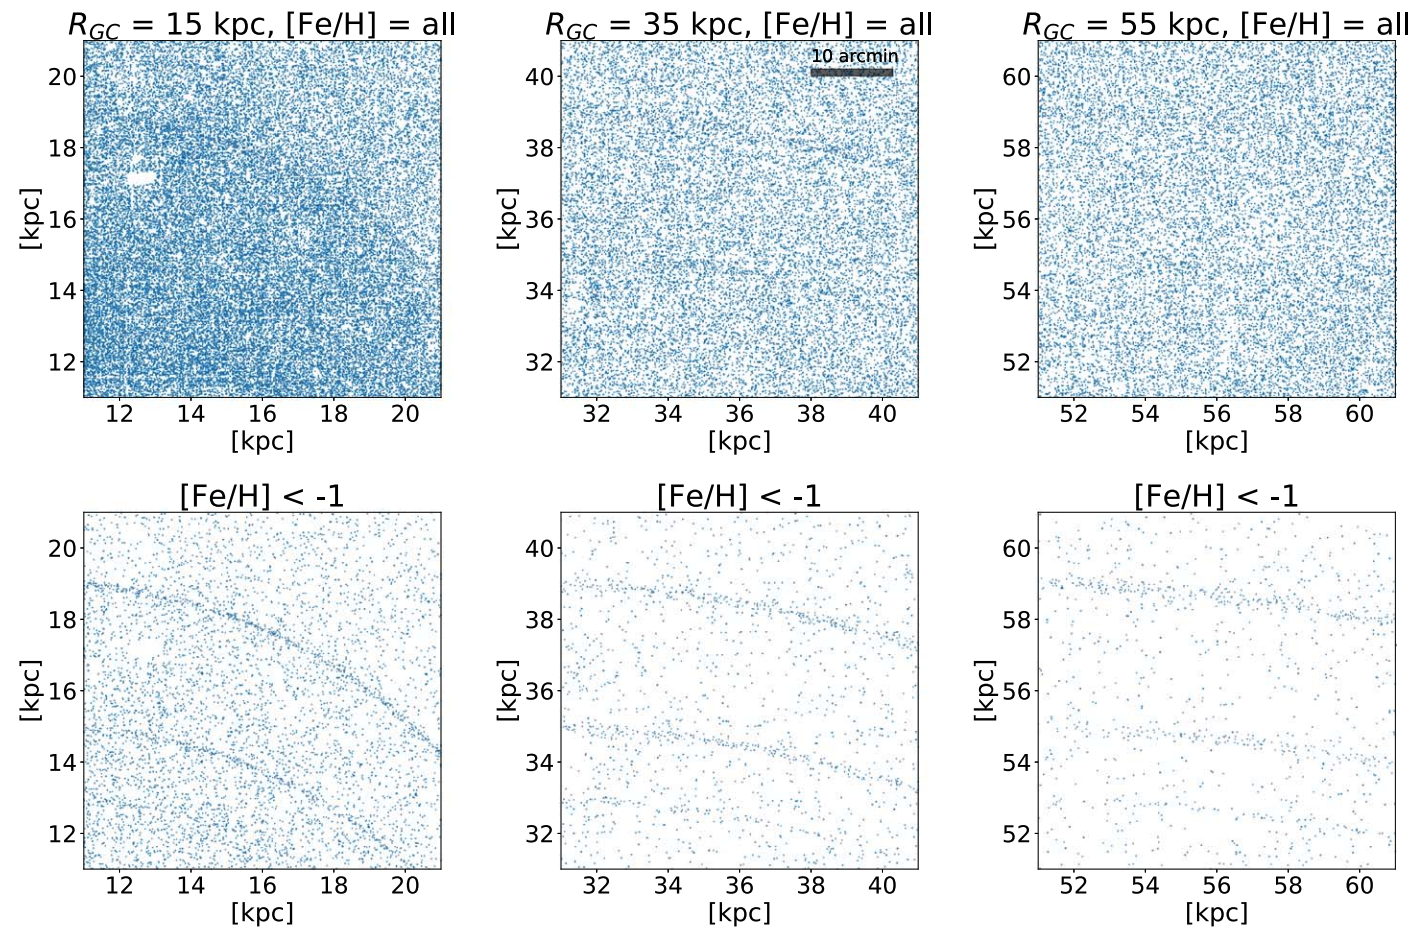 R_GC = 15 kpc, [Fe/H] = all
R_GC = 35 kpc, [Fe/H] = all
R_GC = 55 kpc, [Fe/H] = all
10 arcmin
20
18
16
14
12
[kpc]
12 14 16 18 20
[kpc]
40
38
36
34
32
[kpc]
32 34 36 38 40
[kpc]
60
58
56
54
52
[kpc]
52 54 56 58 60
[kpc]
[Fe/H] < -1
[Fe/H] < -1
[Fe/H] < -1
20
18
16
14
12
[kpc]
12 14 16 18 20
[kpc]
40
38
36
34
32
[kpc]
32 34 36 38 40
[kpc]
60
58
56
54
52
[kpc]
52 54 56 58 60
[kpc]